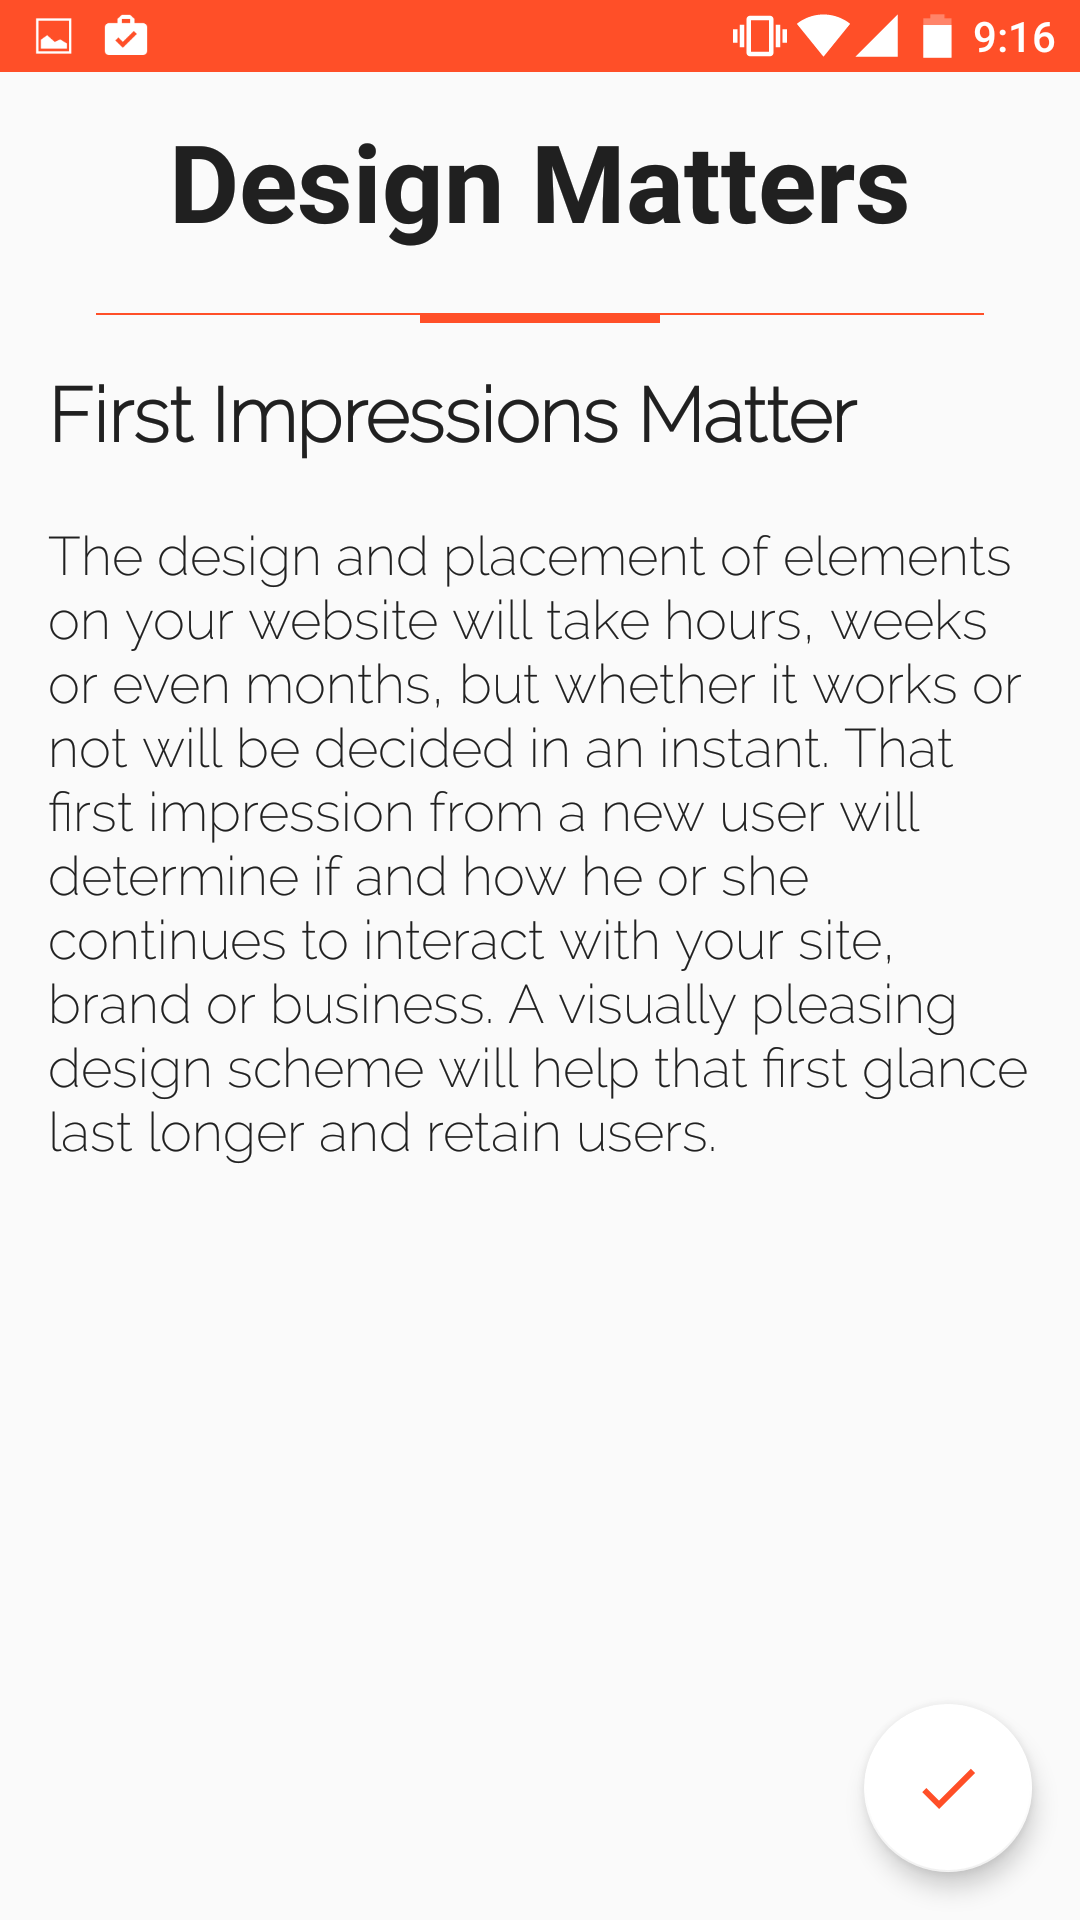 9:16
Design Matters
First Impressions Matter
The design and placement of elements
on your website will take hours, weeks
or even months, but whether it works or
not will be decided in an instant. That
first impression from a new user will
determine if and how he or she
continues to interact with your site,
brand or business. A visually pleasing
design scheme will help that first glance
last longer and retain users.